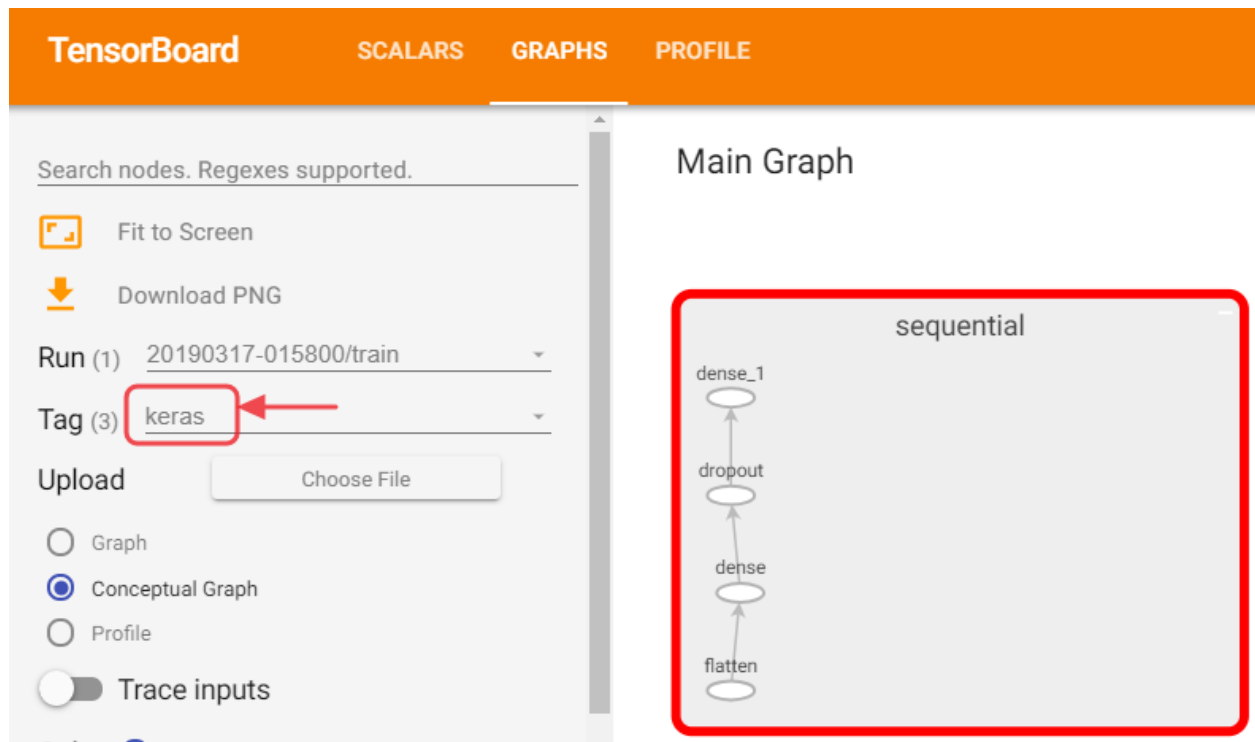 TensorBoard SCALARS GRAPHS PROFILE
Search nodes. Regexes supported.
Fit to Screen
Download PNG
Run (1) 20190317-015800/train
Tag (3) keras
Upload Choose File
Graph
Conceptual Graph
Profile
Trace inputs
Main Graph
sequential
dense_1
dropout
dense
flatten